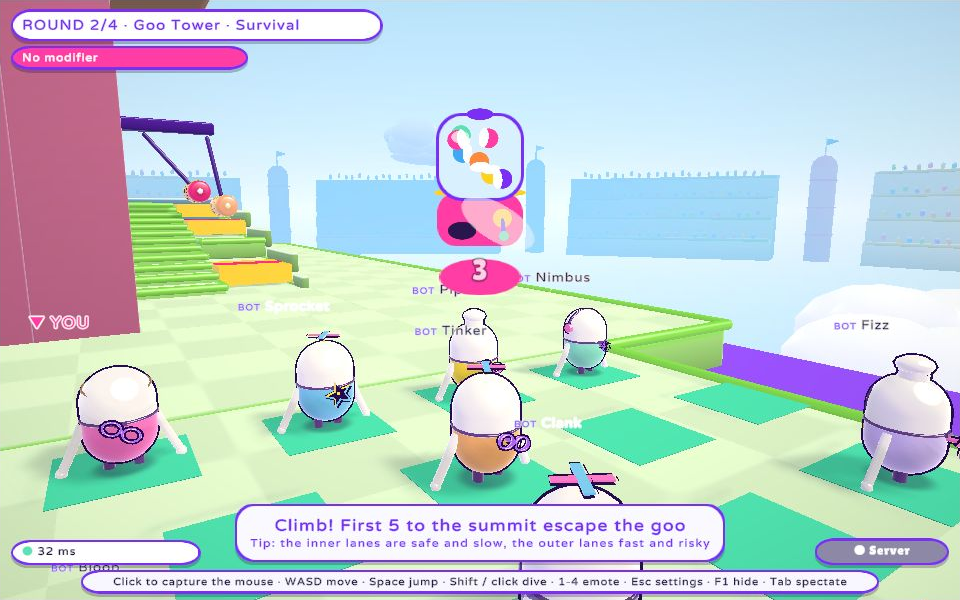 ROUND 2/4 · Goo Tower · Survival
No modifier
3
BOT Nimbus
BOT Sprocket
YOU
BOT Tinker
BOT Fizz
BOT Clank
Climb! First 5 to the summit escape the goo
Tip: the inner lanes are safe and slow, the outer lanes fast and risky
32 ms
Server
BOT Bloop
Click to capture the mouse · WASD move · Space jump · Shift / click dive · 1-4 emote · Esc settings · F1 hide · Tab spectate